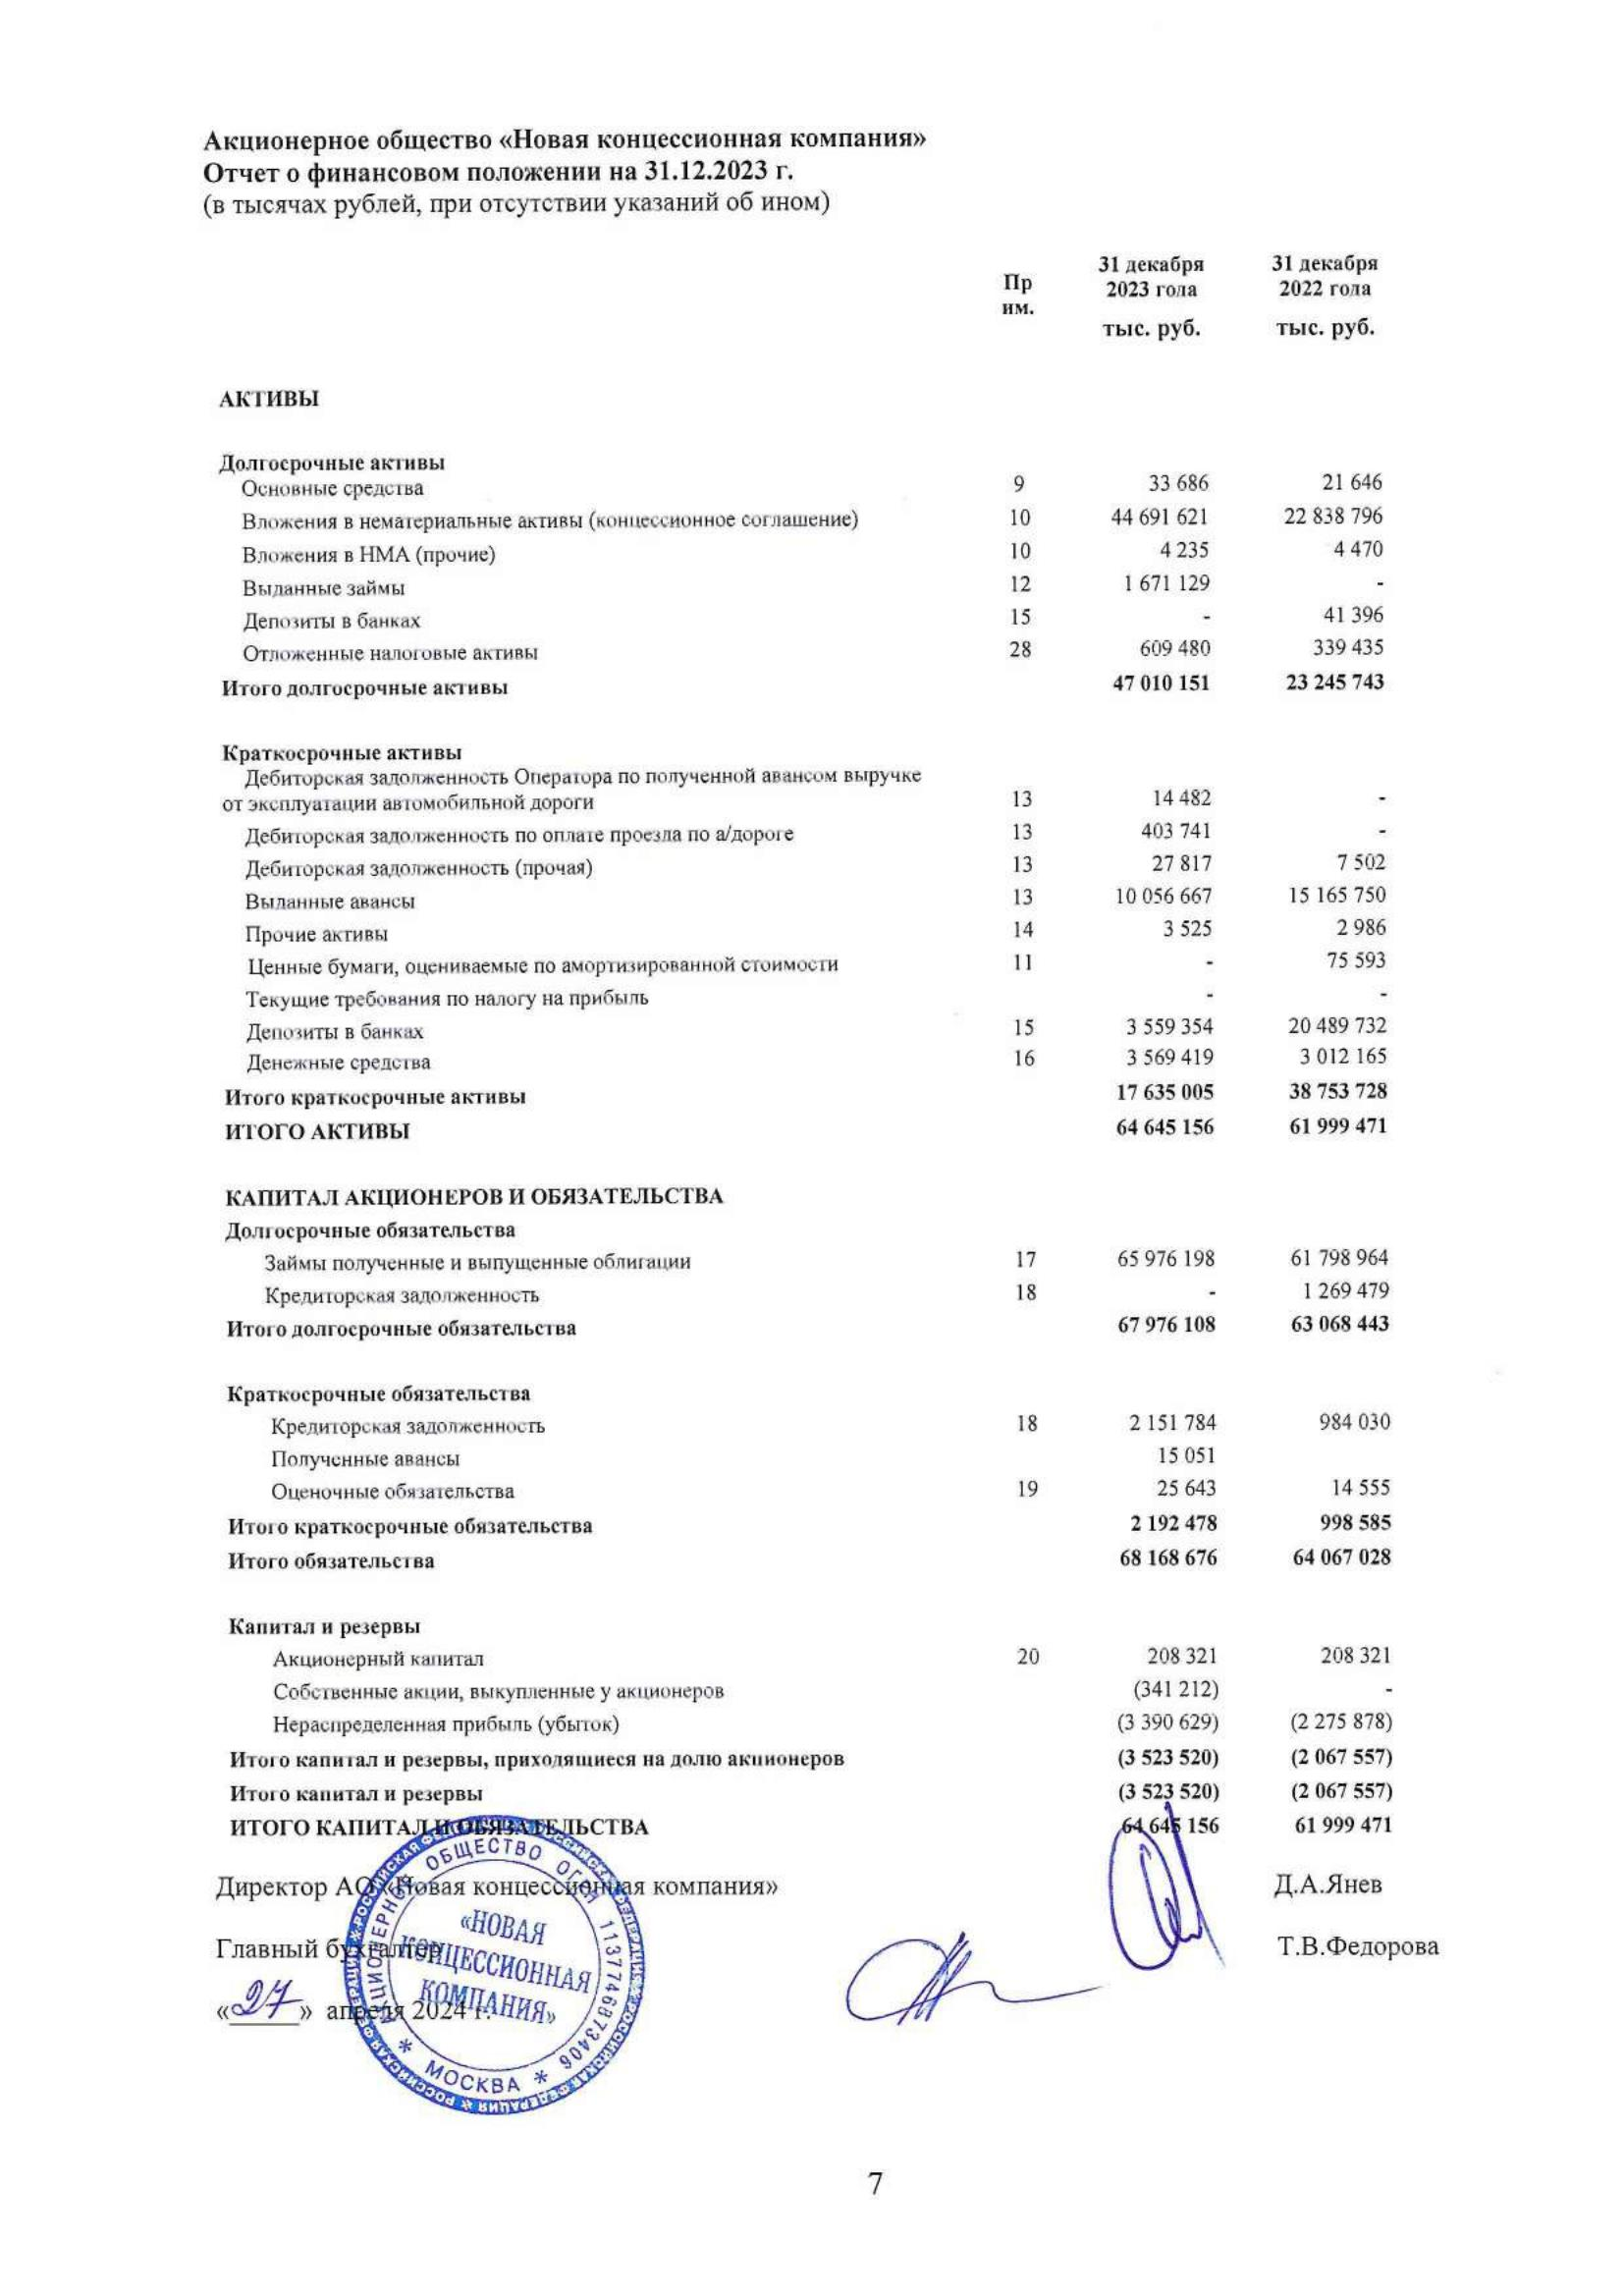 Акционерное общество «Новая концессионная компания»
Отчет о финансовом положении на 31.12.2023 г.
(в тысячах рублей, при отсутствии указаний об ином)
Пр им. 31 декабря 2023 года тыс. руб. 31 декабря 2022 года тыс. руб.
АКТИВЫ
Долгосрочные активы
Основные средства 9 33 686 21 646
Вложения в нематериальные активы (концессионное соглашение) 10 44 691 621 22 838 796
Вложения в НМА (прочие) 10 4 235 4 470
Выданные займы 12 1 671 129 -
Депозиты в банках 15 - 41 396
Отложенные налоговые активы 28 609 480 339 435
Итого долгосрочные активы 47 010 151 23 245 743
Краткосрочные активы
Дебиторская задолженность Оператора по полученной авансом выручке
от эксплуатации автомобильной дороги 13 14 482 -
Дебиторская задолженность по оплате проезда по а/дороге 13 403 741 -
Дебиторская задолженность (прочая) 13 27 817 7 502
Выданные авансы 13 10 056 667 15 165 750
Прочие активы 14 3 525 2 986
Ценные бумаги, оцениваемые по амортизированной стоимости 11 - 75 593
Текущие требования по налогу на прибыль - -
Депозиты в банках 15 3 559 354 20 489 732
Денежные средства 16 3 569 419 3 012 165
Итого краткосрочные активы 17 635 005 38 753 728
ИТОГО АКТИВЫ 64 645 156 61 999 471
КАПИТАЛ АКЦИОНЕРОВ И ОБЯЗАТЕЛЬСТВА
Долгосрочные обязательства
Займы полученные и выпущенные облигации 17 65 976 198 61 798 964
Кредиторская задолженность 18 - 1 269 479
Итого долгосрочные обязательства 67 976 108 63 068 443
Краткосрочные обязательства
Кредиторская задолженность 18 2 151 784 984 030
Полученные авансы 15 051
Оценочные обязательства 19 25 643 14 555
Итого краткосрочные обязательства 2 192 478 998 585
Итого обязательства 68 168 676 64 067 028
Капитал и резервы
Акционерный капитал 20 208 321 208 321
Собственные акции, выкупленные у акционеров (341 212) -
Нераспределенная прибыль (убыток) (3 390 629) (2 275 878)
Итого капитал и резервы, приходящиеся на долю акционеров (3 523 520) (2 067 557)
Итого капитал и резервы (3 523 520) (2 067 557)
ИТОГО КАПИТАЛ И ОБЯЗАТЕЛЬСТВА 64 645 156 61 999 471
Директор АО «Новая концессионная компания» Д.А.Янев
Главный бухгалтер Т.В.Федорова
«27» апреля 2024 г.
АКЦИОНЕРНОЕ ОБЩЕСТВО ОГРН 1137746873406
«НОВАЯ
КОНЦЕССИОННАЯ
КОМПАНИЯ»
* МОСКВА *
РОССИЙСКАЯ ФЕДЕРАЦИЯ
7